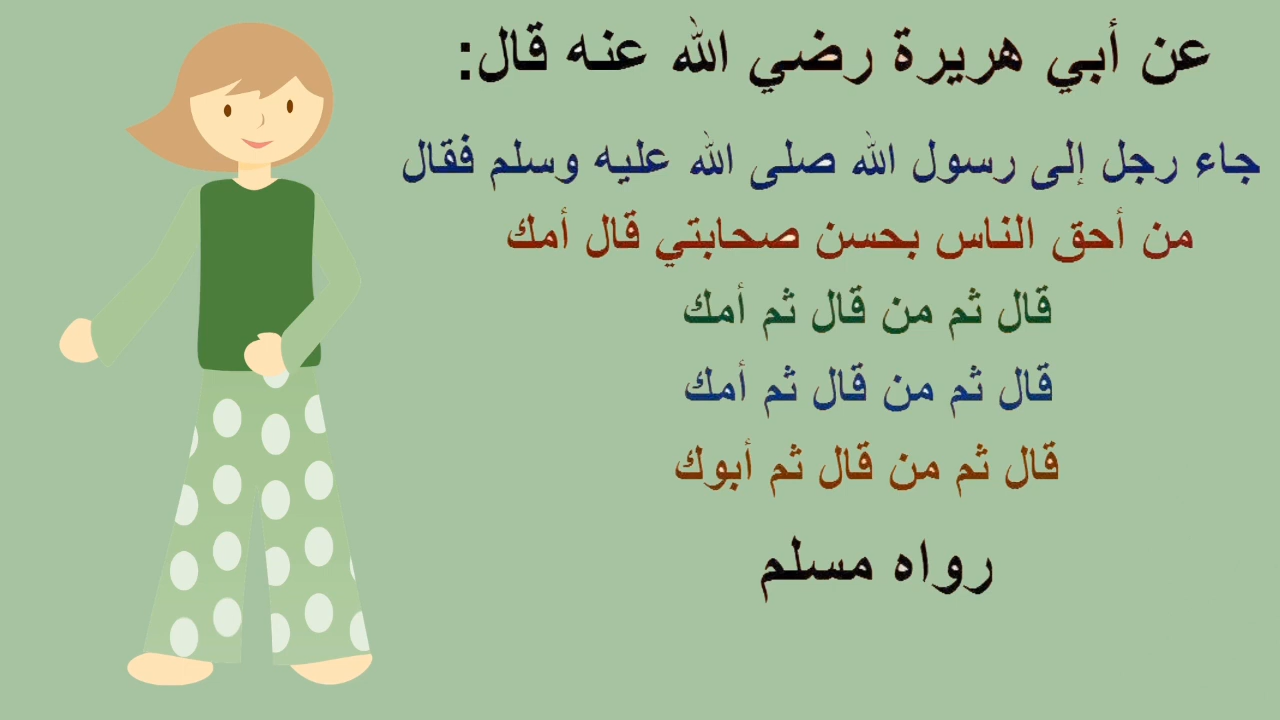 عن أبي هريرة رضي الله عنه قال:
جاء رجل إلى رسول الله صلى الله عليه وسلم فقال
من أحق الناس بحسن صحابتي قال أمك
قال ثم من قال ثم أمك
قال ثم من قال ثم أمك
قال ثم من قال ثم أبوك
رواه مسلم